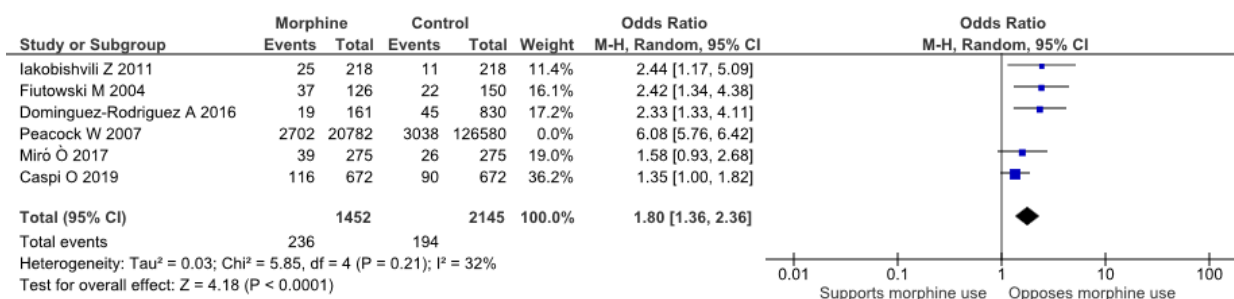 Morphine Control Odds Ratio Odds Ratio
Study or Subgroup Events Total Events Total Weight M-H, Random, 95% CI M-H, Random, 95% CI
Iakobishvili Z 2011 25 218 11 218 11.4% 2.44 [1.17, 5.09]
Fiutowski M 2004 37 126 22 150 16.1% 2.42 [1.34, 4.38]
Dominguez-Rodriguez A 2016 19 161 45 830 17.2% 2.33 [1.33, 4.11]
Peacock W 2007 2702 20782 3038 126580 0.0% 6.08 [5.76, 6.42]
Miró Ò 2017 39 275 26 275 19.0% 1.58 [0.93, 2.68]
Caspi O 2019 116 672 90 672 36.2% 1.35 [1.00, 1.82]
Total (95% CI) 1452 2145 100.0% 1.80 [1.36, 2.36]
Total events 236 194
Heterogeneity: Tau² = 0.03; Chi² = 5.85, df = 4 (P = 0.21); I² = 32%
Test for overall effect: Z = 4.18 (P < 0.0001)
0.01 0.1 1 10 100
Supports morphine use Opposes morphine use